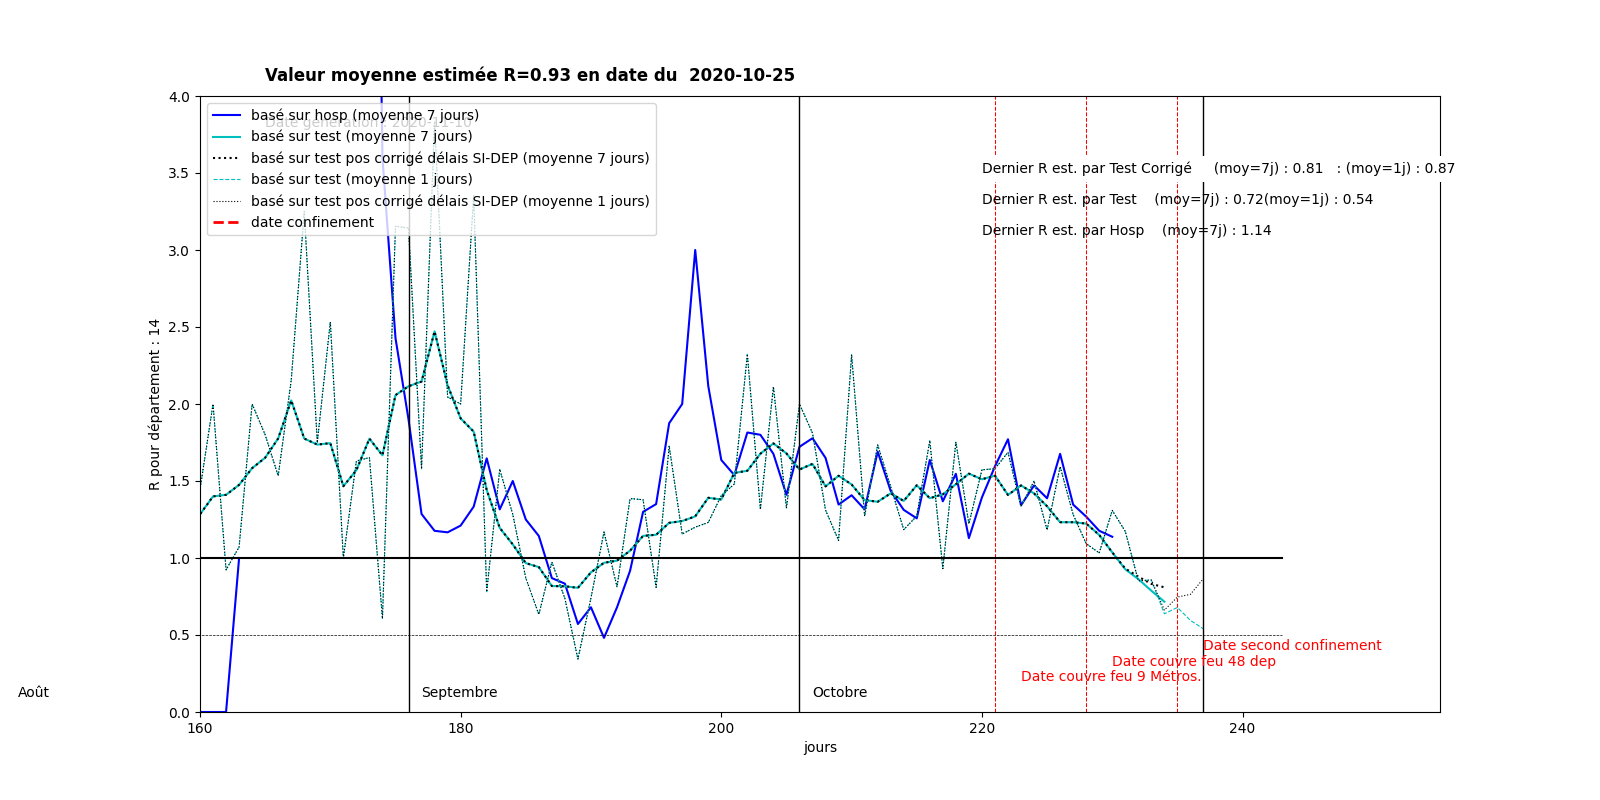 Valeur moyenne estimée R=0.93 en date du  2020-10-25
Date génération : 2020-11-10
basé sur hosp (moyenne 7 jours)
basé sur test (moyenne 7 jours)
basé sur test pos corrigé délais SI-DEP (moyenne 7 jours)
basé sur test (moyenne 1 jours)
basé sur test pos corrigé délais SI-DEP (moyenne 1 jours)
date confinement
Dernier R est. par Test Corrigé     (moy=7j) : 0.81   : (moy=1j) : 0.87
Dernier R est. par Test    (moy=7j) : 0.72(moy=1j) : 0.54
Dernier R est. par Hosp    (moy=7j) : 1.14
R pour département : 14
4.0
3.5
3.0
2.5
2.0
1.5
1.0
0.5
0.0
Date second confinement
Date couvre feu 48 dep
Date couvre feu 9 Métros.
Août
Septembre
Octobre
160
180
200
220
240
jours